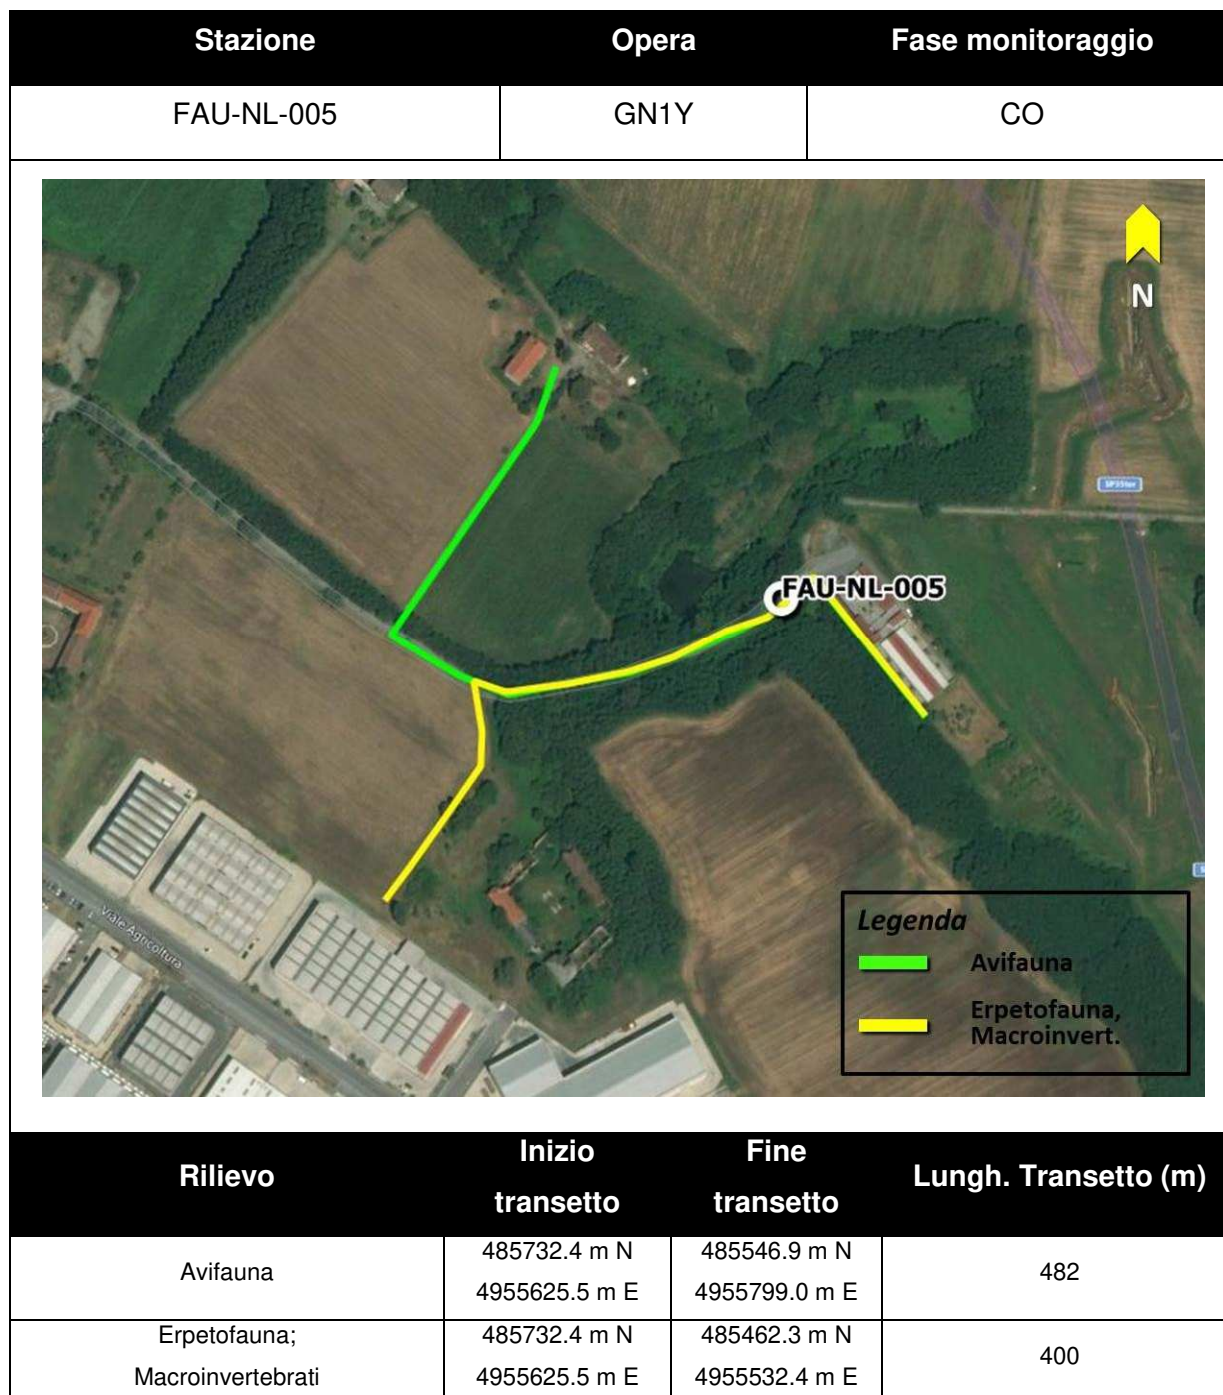 Stazione Opera Fase monitoraggio
FAU-NL-005 GN1Y CO
N
SP35ter
FAU-NL-005
Viale Agricoltura
Legenda
Avifauna
Erpetofauna,
Macroinvert.
Rilievo Inizio transetto Fine transetto Lungh. Transetto (m)
Avifauna 485732.4 m N 485546.9 m N 482
4955625.5 m E 4955799.0 m E
Erpetofauna; 485732.4 m N 485462.3 m N 400
Macroinvertebrati 4955625.5 m E 4955532.4 m E